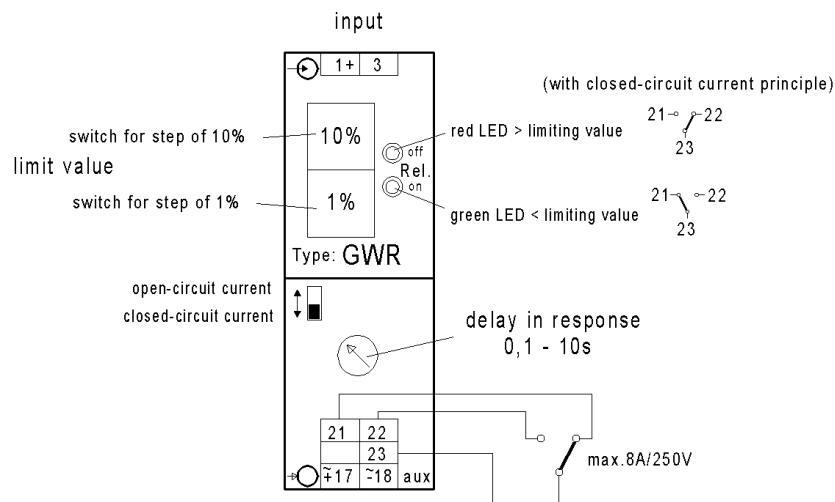 input
1+ 3
(with closed-circuit current principle)
switch for step of 10%
10%
off
red LED > limiting value
21 22
23
limit value
Rel.
switch for step of 1%
1%
on
green LED < limiting value
21 22
23
Type: GWR
open-circuit current
closed-circuit current
delay in response
0,1 - 10s
21 22
23
~+17 ~-18 aux
max.8A/250V